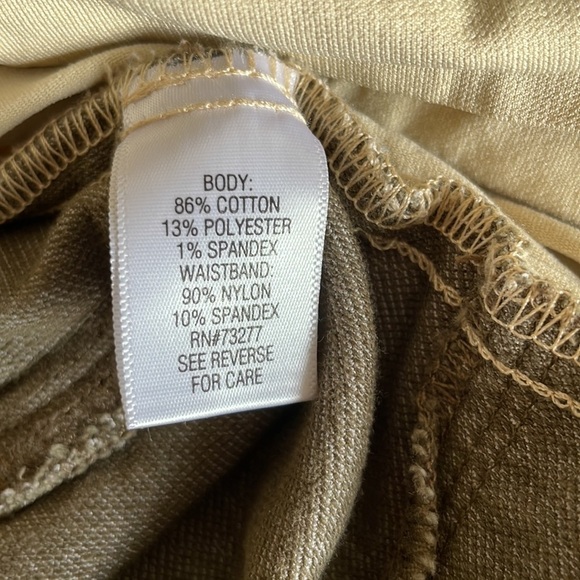 BODY:
86% COTTON
13% POLYESTER
1% SPANDEX
WAISTBAND:
90% NYLON
10% SPANDEX
RN#73277
SEE REVERSE
FOR CARE